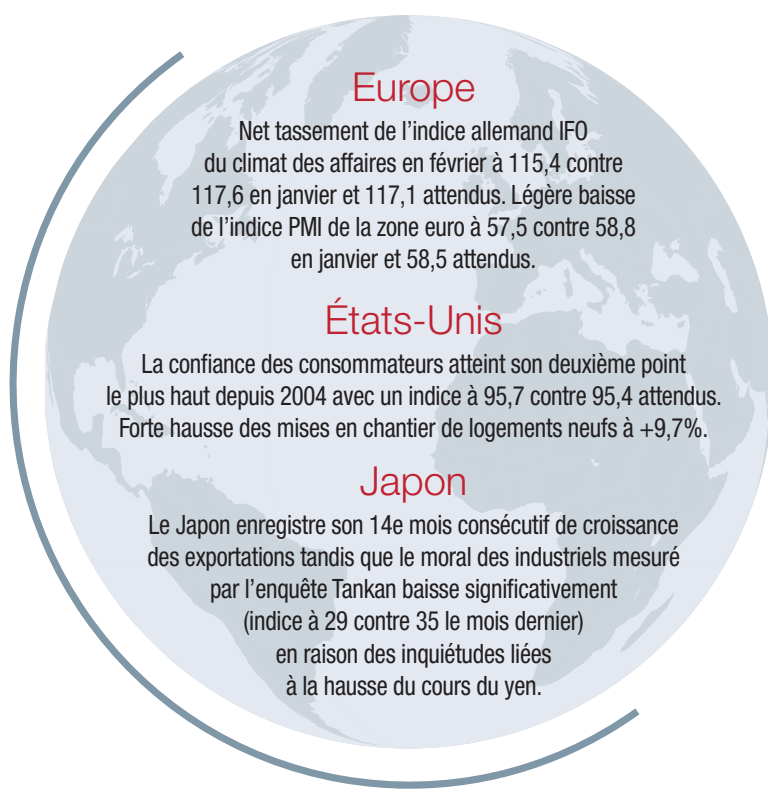 Europe
Net tassement de l’indice allemand IFO
du climat des affaires en février à 115,4 contre
117,6 en janvier et 117,1 attendus. Légère baisse
de l’indice PMI de la zone euro à 57,5 contre 58,8
en janvier et 58,5 attendus.
États-Unis
La confiance des consommateurs atteint son deuxième point
le plus haut depuis 2004 avec un indice à 95,7 contre 95,4 attendus.
Forte hausse des mises en chantier de logements neufs à +9,7%.
Japon
Le Japon enregistre son 14e mois consécutif de croissance
des exportations tandis que le moral des industriels mesuré
par l’enquête Tankan baisse significativement
(indice à 29 contre 35 le mois dernier)
en raison des inquiétudes liées
à la hausse du cours du yen.